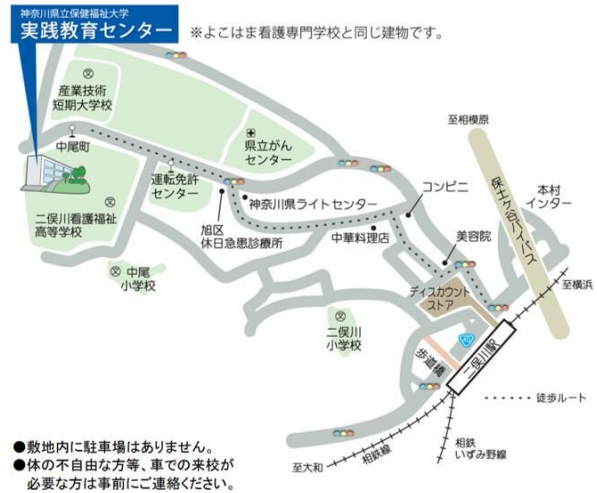 神奈川県立保健福祉大学
実践教育センター
※よこはま看護専門学校と同じ建物です。
産業技術
短期大学校
中尾町
県立がん
センター
至相模原
保土ヶ谷バイパス
本村
インター
運転免許
センター
コンビニ
神奈川県ライトセンター
二俣川看護福祉
高等学校
旭区
休日急患診療所
中華料理店
美容院
中尾
小学校
ディスカウント
ストア
至横浜
二俣川
小学校
歩道橋
二俣川駅
徒歩ルート
●敷地内に駐車場はありません。
●体の不自由な方等、車での来校が
必要な方は事前にご連絡ください。
至大和
相鉄線
相鉄
いずみ野線